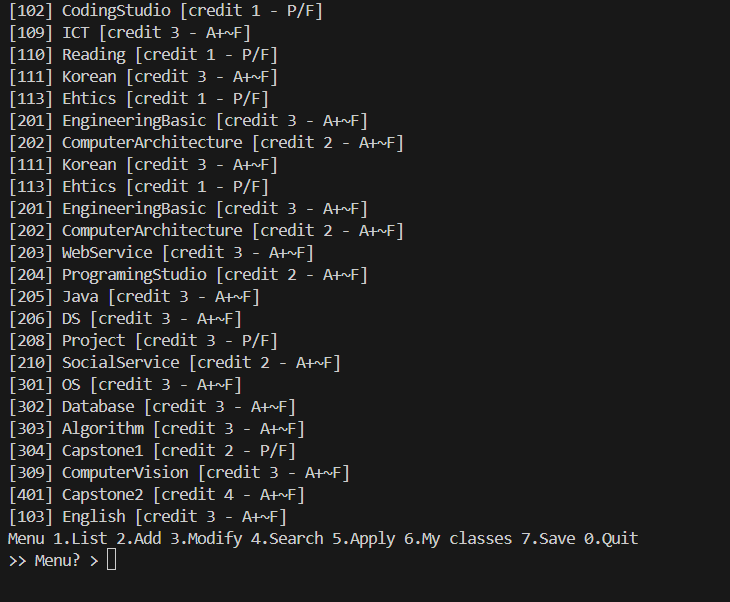 [102] CodingStudio [credit 1 - P/F]
[109] ICT [credit 3 - A+~F]
[110] Reading [credit 1 - P/F]
[111] Korean [credit 3 - A+~F]
[113] Ehtics [credit 1 - P/F]
[201] EngineeringBasic [credit 3 - A+~F]
[202] ComputerArchitecture [credit 2 - A+~F]
[111] Korean [credit 3 - A+~F]
[113] Ehtics [credit 1 - P/F]
[201] EngineeringBasic [credit 3 - A+~F]
[202] ComputerArchitecture [credit 2 - A+~F]
[203] WebService [credit 3 - A+~F]
[204] ProgramingStudio [credit 2 - A+~F]
[205] Java [credit 3 - A+~F]
[206] DS [credit 3 - A+~F]
[208] Project [credit 3 - P/F]
[210] SocialService [credit 2 - A+~F]
[301] OS [credit 3 - A+~F]
[302] Database [credit 3 - A+~F]
[303] Algorithm [credit 3 - A+~F]
[304] Capstone1 [credit 2 - P/F]
[309] ComputerVision [credit 3 - A+~F]
[401] Capstone2 [credit 4 - A+~F]
[103] English [credit 3 - A+~F]
Menu 1.List 2.Add 3.Modify 4.Search 5.Apply 6.My classes 7.Save 0.Quit
>> Menu? >